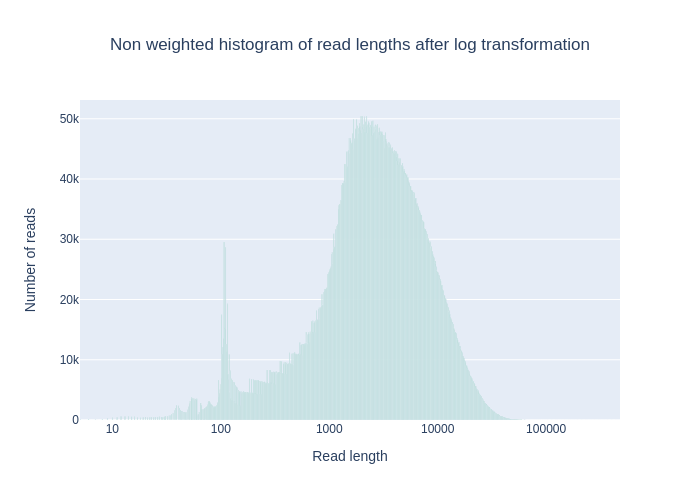 Non weighted histogram of read lengths after log transformation
50k
40k
30k
20k
10k
0
Number of reads
10
100
1000
10000
100000
Read length